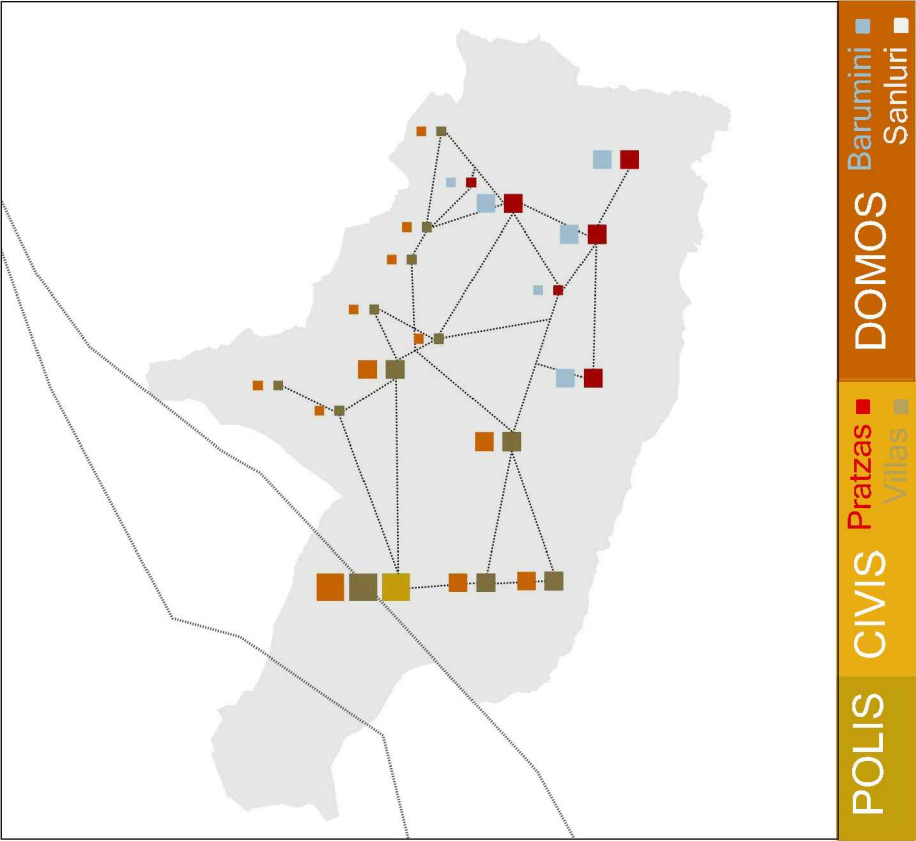 DOMOS
Barumini
Sanluri
CIVIS
Pratzas
Villas
POLIS